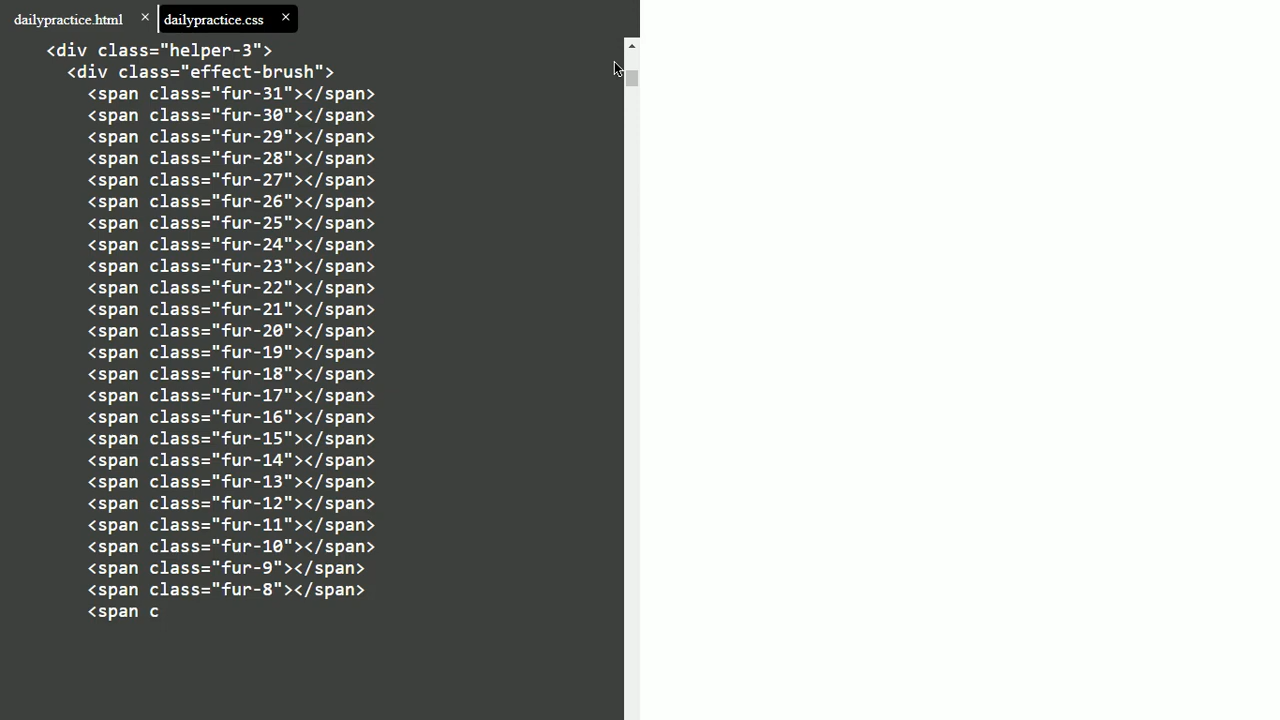 dailypractice.html × dailypractice.css ×
<div class="helper-3">
<div class="effect-brush">
<span class="fur-31"></span>
<span class="fur-30"></span>
<span class="fur-29"></span>
<span class="fur-28"></span>
<span class="fur-27"></span>
<span class="fur-26"></span>
<span class="fur-25"></span>
<span class="fur-24"></span>
<span class="fur-23"></span>
<span class="fur-22"></span>
<span class="fur-21"></span>
<span class="fur-20"></span>
<span class="fur-19"></span>
<span class="fur-18"></span>
<span class="fur-17"></span>
<span class="fur-16"></span>
<span class="fur-15"></span>
<span class="fur-14"></span>
<span class="fur-13"></span>
<span class="fur-12"></span>
<span class="fur-11"></span>
<span class="fur-10"></span>
<span class="fur-9"></span>
<span class="fur-8"></span>
<span c